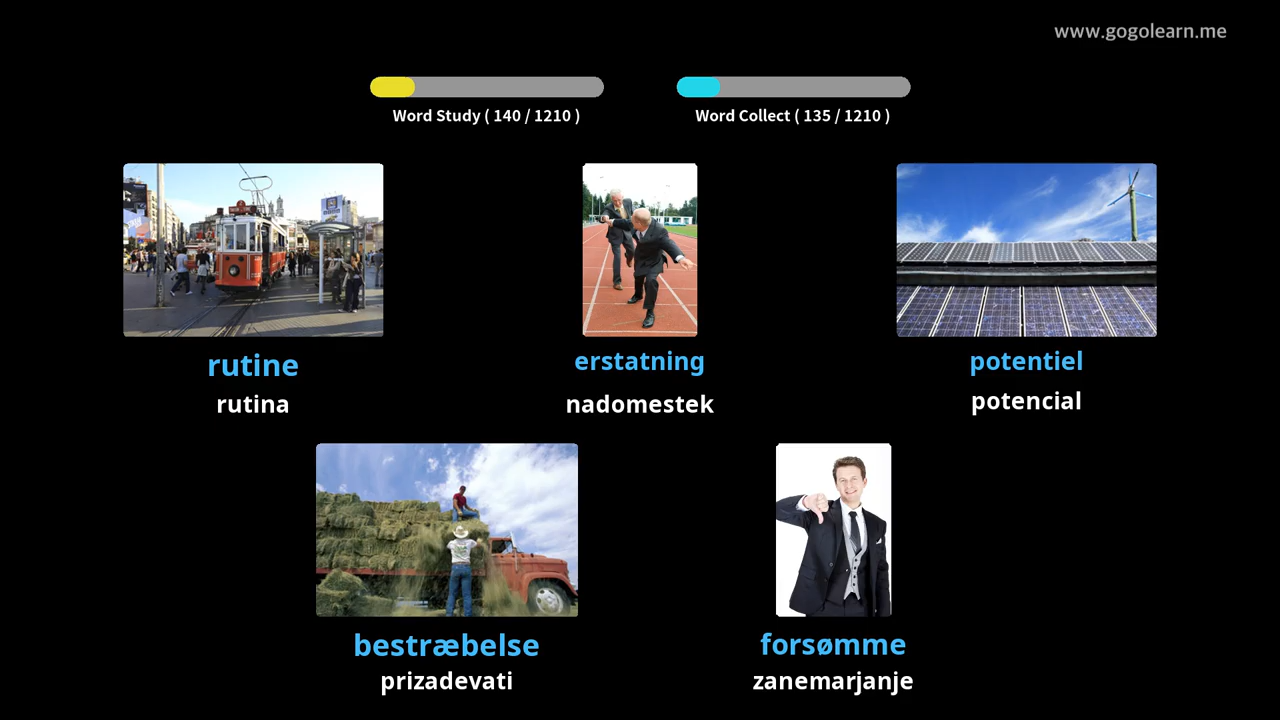 www.gogolearn.me
Word Study ( 140 / 1210 )
Word Collect ( 135 / 1210 )
rutine
rutina
erstatning
nadomestek
potentiel
potencial
bestræbelse
prizadevati
forsømme
zanemarjanje